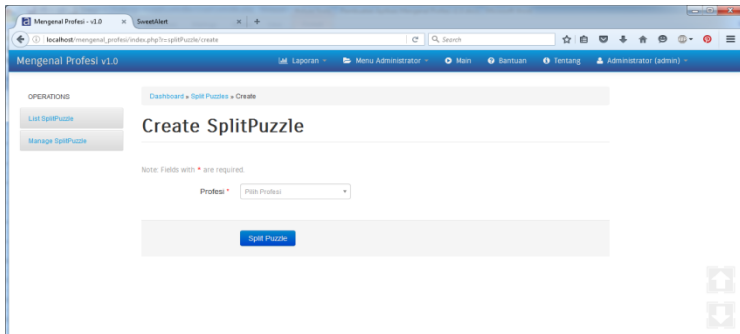 Mengenal Profesi - v1.0 × SweetAlert × +
localhost/mengenal_profesi/index.php?r=splitPuzzle/create Search
Mengenal Profesi v1.0 Laporan Menu Administrator Main Bantuan Tentang Administrator (admin)
OPERATIONS
List SplitPuzzle
Manage SplitPuzzle
Dashboard » Split Puzzles » Create
Create SplitPuzzle
Note: Fields with * are required.
Profesi * Pilih Profesi
Split Puzzle